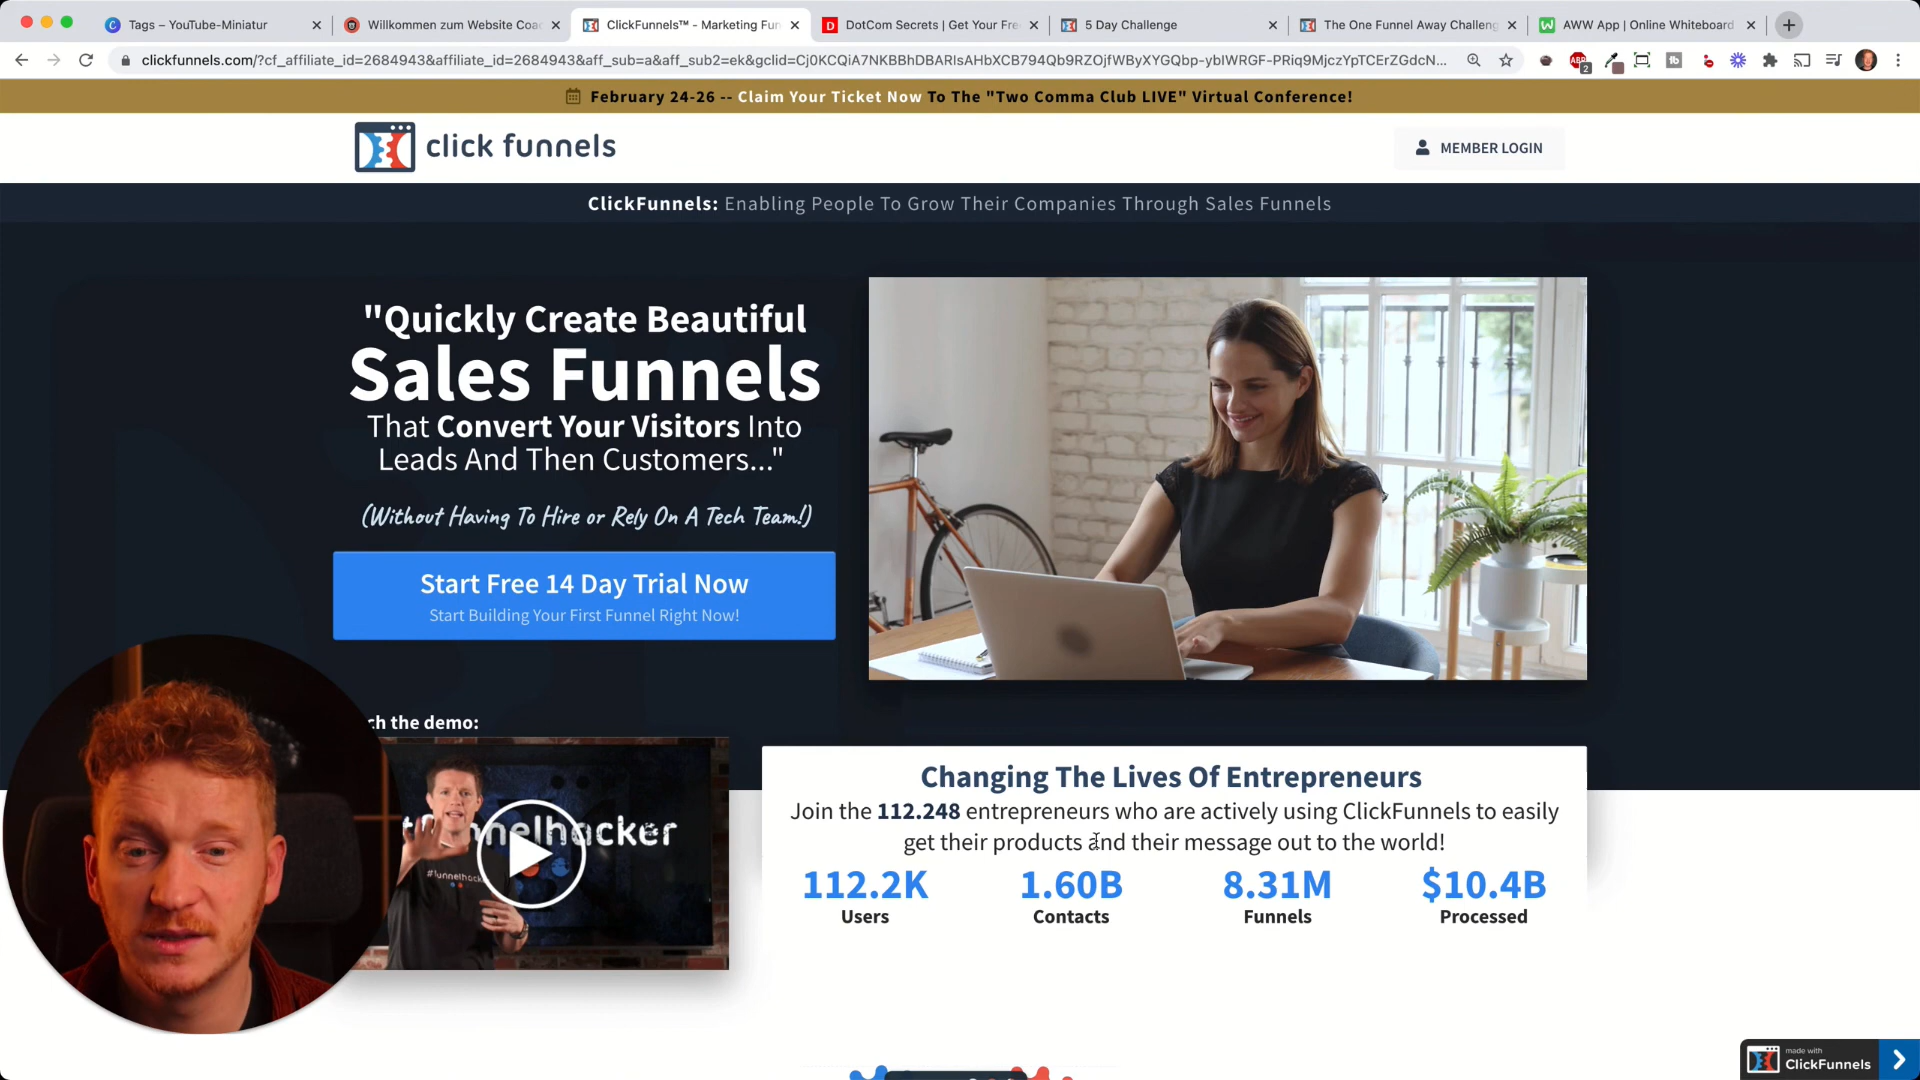 Tags – YouTube-Miniatur
Willkommen zum Website Coa
ClickFunnels™ - Marketing Fun
DotCom Secrets | Get Your Fre
5 Day Challenge
The One Funnel Away Challeng
AWW App | Online Whiteboard
clickfunnels.com/?cf_affiliate_id=2684943&affiliate_id=2684943&aff_sub=a&aff_sub2=ek&gclid=Cj0KCQiA7NKBBhDBARIsAHbXCB794Qb9RZOjfWByXYGQbp-ybIWRGF-PRiq9MjczYpTCErZGdcN...
February 24-26 -- Claim Your Ticket Now To The "Two Comma Club LIVE" Virtual Conference!
click funnels
MEMBER LOGIN
ClickFunnels: Enabling People To Grow Their Companies Through Sales Funnels
"Quickly Create Beautiful
Sales Funnels
That Convert Your Visitors Into
Leads And Then Customers..."
(Without Having To Hire or Rely On A Tech Team!)
Start Free 14 Day Trial Now
Start Building Your First Funnel Right Now!
ch the demo:
Changing The Lives Of Entrepreneurs
Join the 112.248 entrepreneurs who are actively using ClickFunnels to easily
get their products and their message out to the world!
112.2K
Users
1.60B
Contacts
8.31M
Funnels
$10.4B
Processed
made with
ClickFunnels